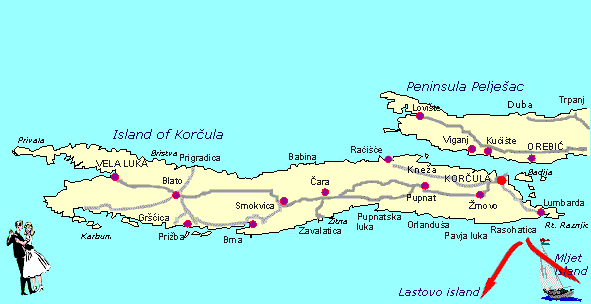 Peninsula Pelješac
Trpanj
Duba
Lovište
Viganj
Kučište
OREBIĆ
Badija
Island of Korčula
Privala
Bristva
Prigradica
Babina
Račišće
Kneža
KORČULA
VELA LUKA
Blato
Čara
Smokvica
Pupnat
Žrnovo
Lumbarda
Rt. Raznjic
Grščica
Karbuni
Prižba
Brna
Zavalatica
Žitna
Pupnatska
luka
Orlandusa
Pavja luka
Rasohatica
Mljet
island
Lastovo island